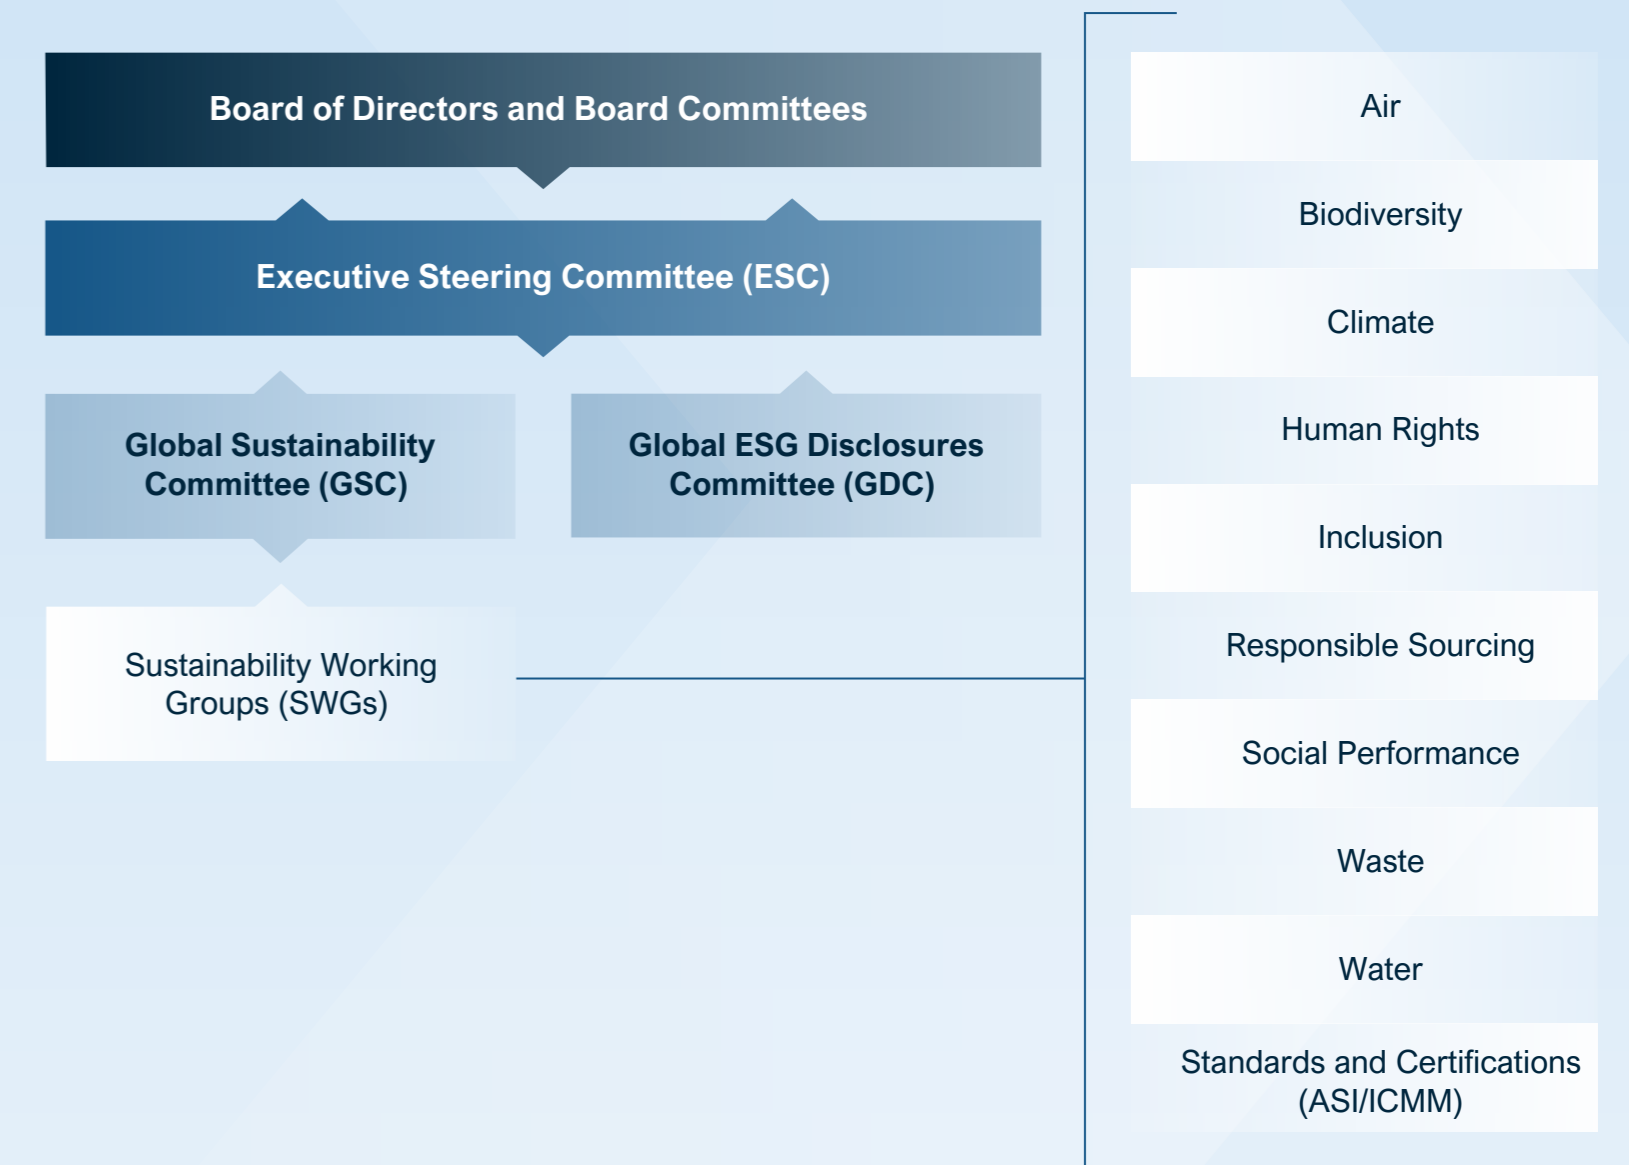 Board of Directors and Board Committees
Executive Steering Committee (ESC)
Global Sustainability
Committee (GSC)
Global ESG Disclosures
Committee (GDC)
Sustainability Working
Groups (SWGs)
Air
Biodiversity
Climate
Human Rights
Inclusion
Responsible Sourcing
Social Performance
Waste
Water
Standards and Certifications
(ASI/ICMM)